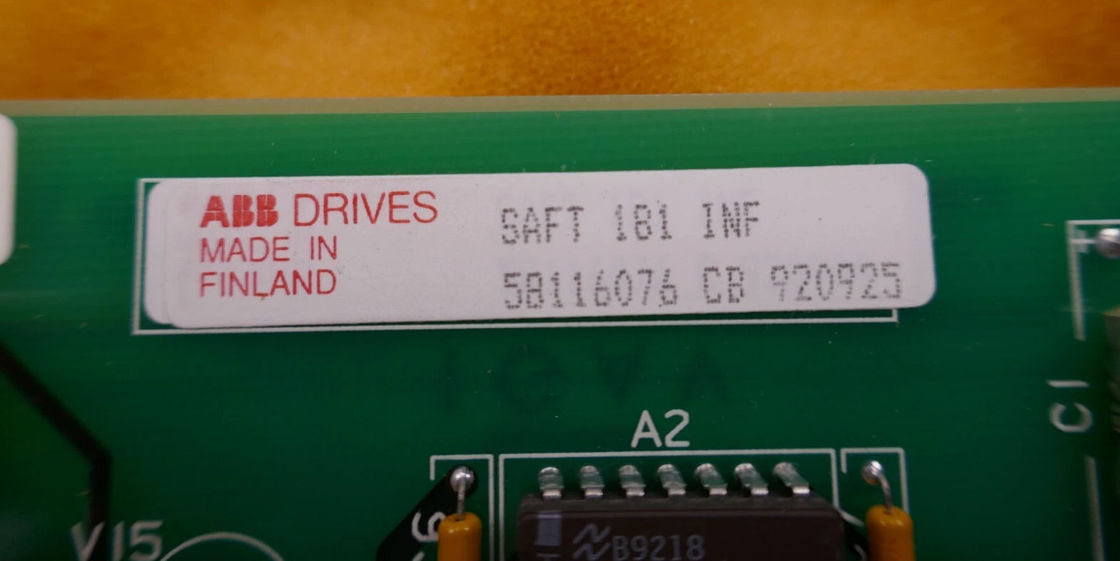 ABB DRIVES
MADE IN
FINLAND
SAFT 181 INF
58116076 CB 920925
A2
C1
V15
B9218